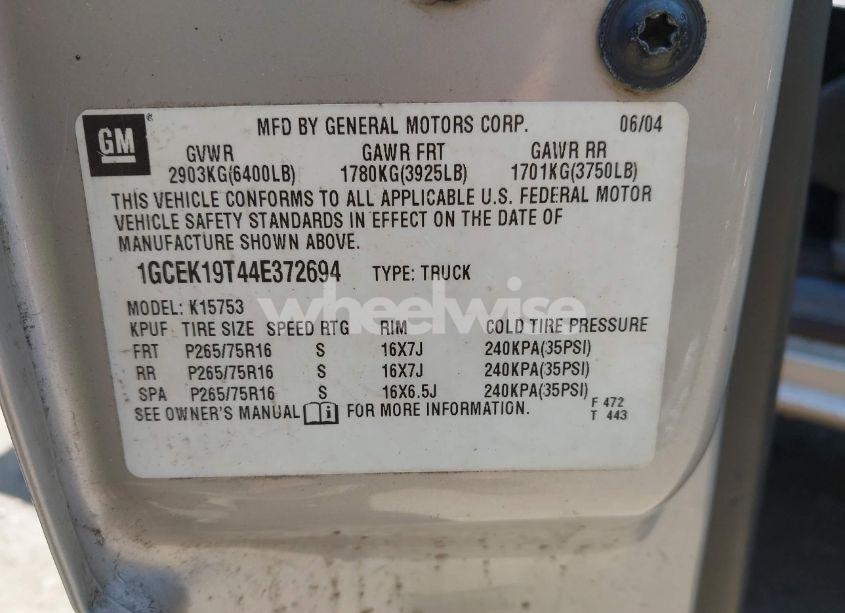 GM
MFD BY GENERAL MOTORS CORP. 06/04
GVWR GAWR FRT GAWR RR
2903KG(6400LB) 1780KG(3925LB) 1701KG(3750LB)
THIS VEHICLE CONFORMS TO ALL APPLICABLE U.S. FEDERAL MOTOR
VEHICLE SAFETY STANDARDS IN EFFECT ON THE DATE OF
MANUFACTURE SHOWN ABOVE.
1GCEK19T44E372694 TYPE: TRUCK
wheelwise
MODEL: K15753
KPUF TIRE SIZE SPEED RTG RIM COLD TIRE PRESSURE
FRT P265/75R16 S 16X7J 240KPA(35PSI)
RR P265/75R16 S 16X7J 240KPA(35PSI)
SPA P265/75R16 S 16X6.5J 240KPA(35PSI)
SEE OWNER'S MANUAL FOR MORE INFORMATION.
F 472
T 443